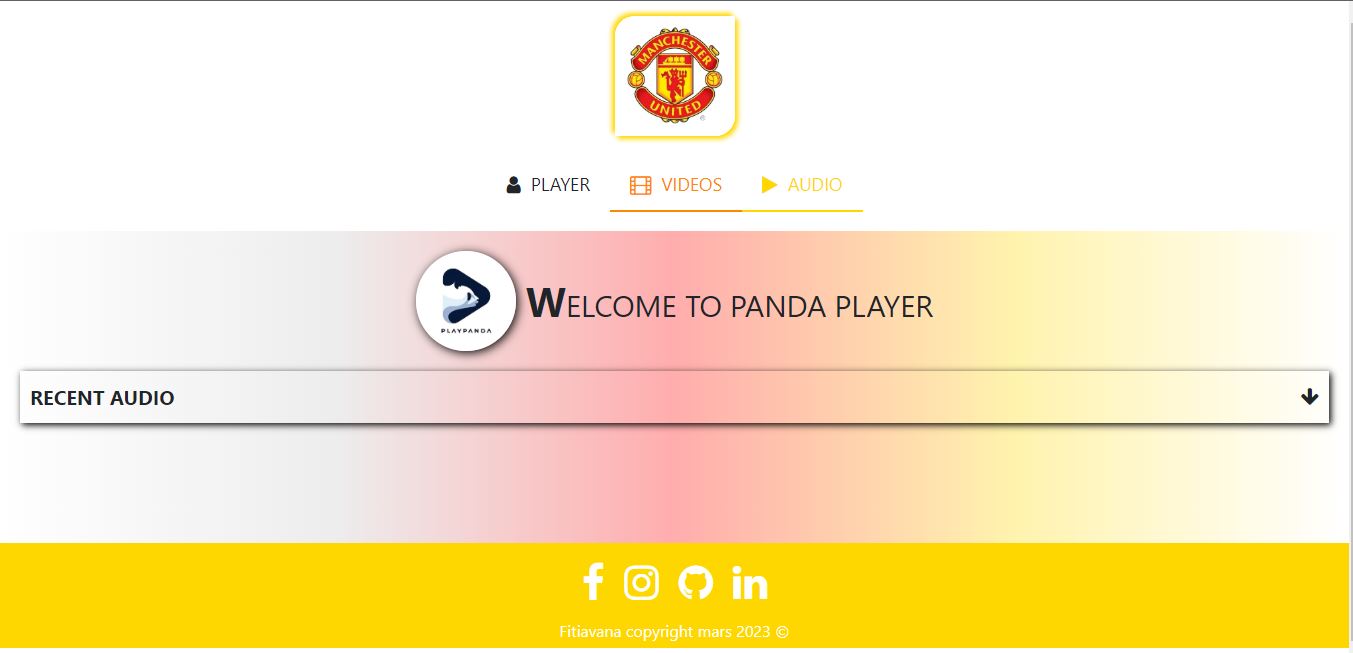 MANCHESTER
UNITED
®
PLAYER VIDEOS AUDIO
PLAYPANDA
WELCOME TO PANDA PLAYER
RECENT AUDIO
Fitiavana copyright mars 2023 ©